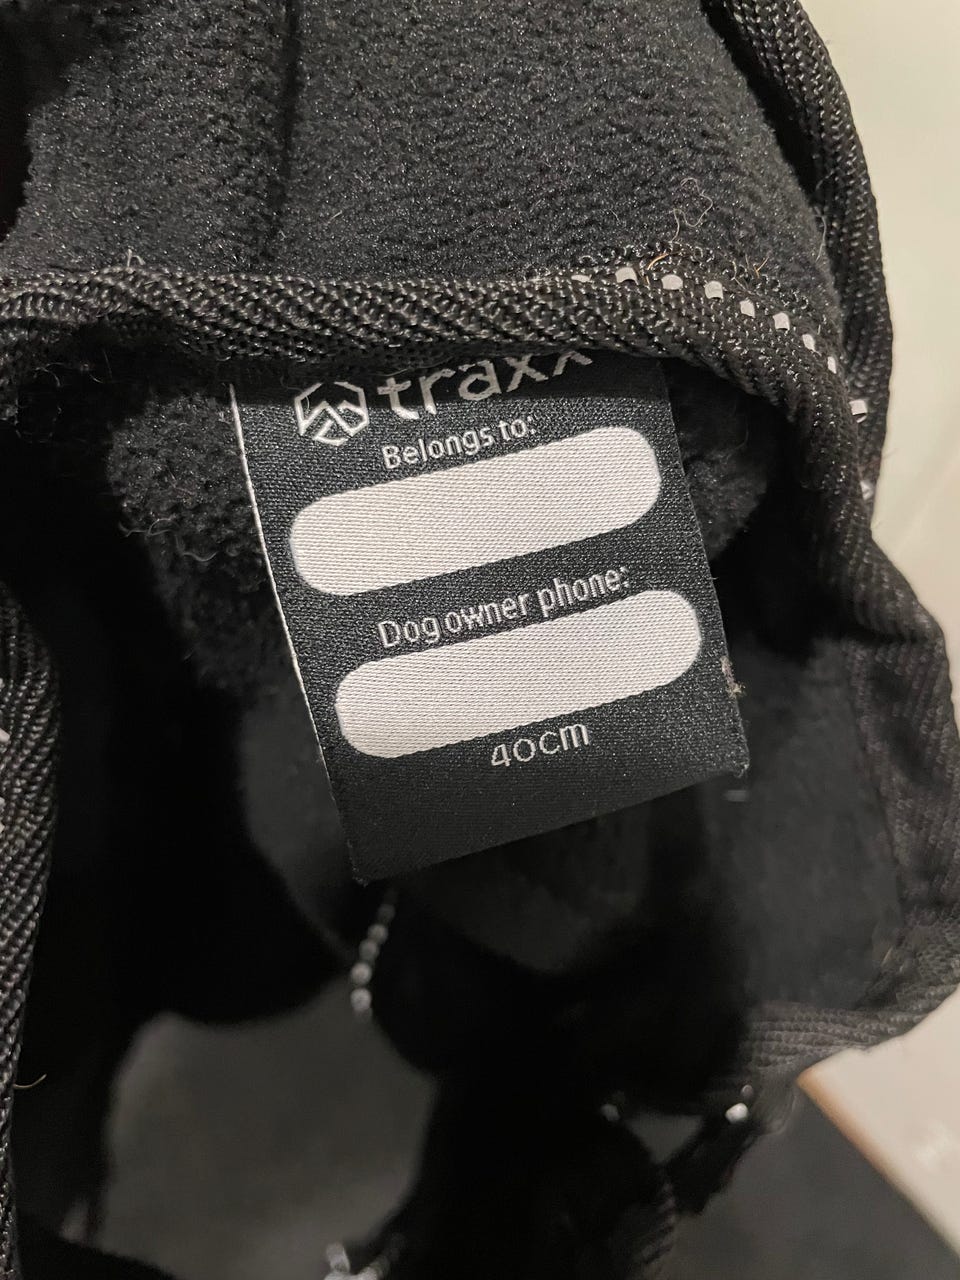 traxx
Belongs to:
Dog owner phone:
40cm